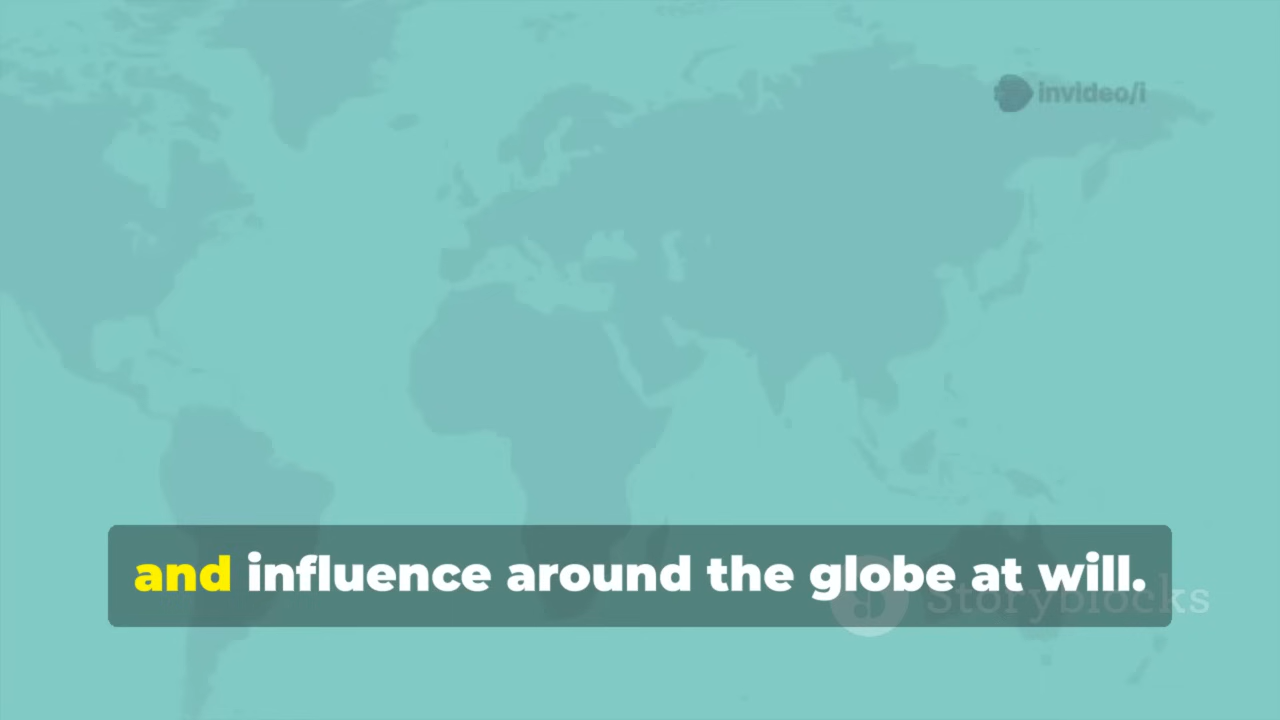 invideo/i
and influence around the globe at will.
Storyblocks